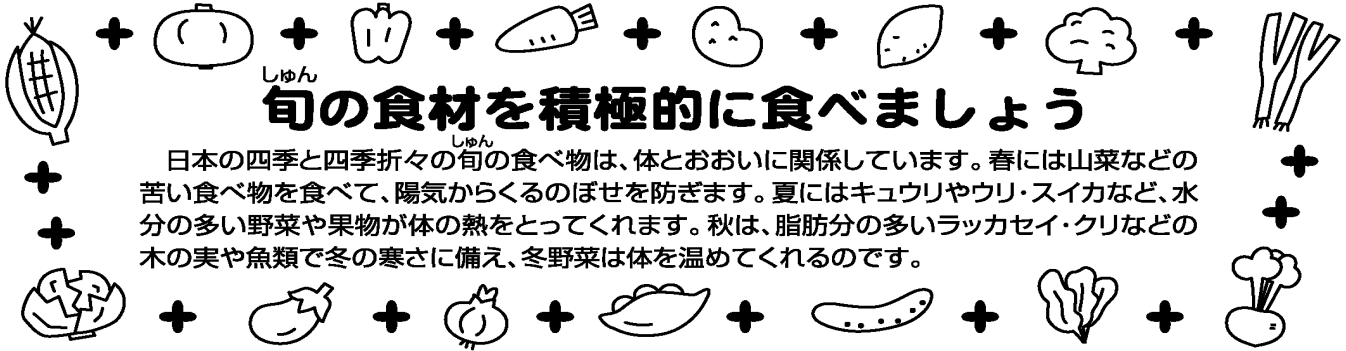 しゅん
旬の食材を積極的に食べましょう
しゅん
日本の四季と四季折々の旬の食べ物は、体とおおいに関係しています。春には山菜などの
苦い食べ物を食べて、陽気からくるのぼせを防ぎます。夏にはキュウリやウリ・スイカなど、水
分の多い野菜や果物が体の熱をとってくれます。秋は、脂肪分の多いラッカセイ・クリなどの
木の実や魚類で冬の寒さに備え、冬野菜は体を温めてくれるのです。